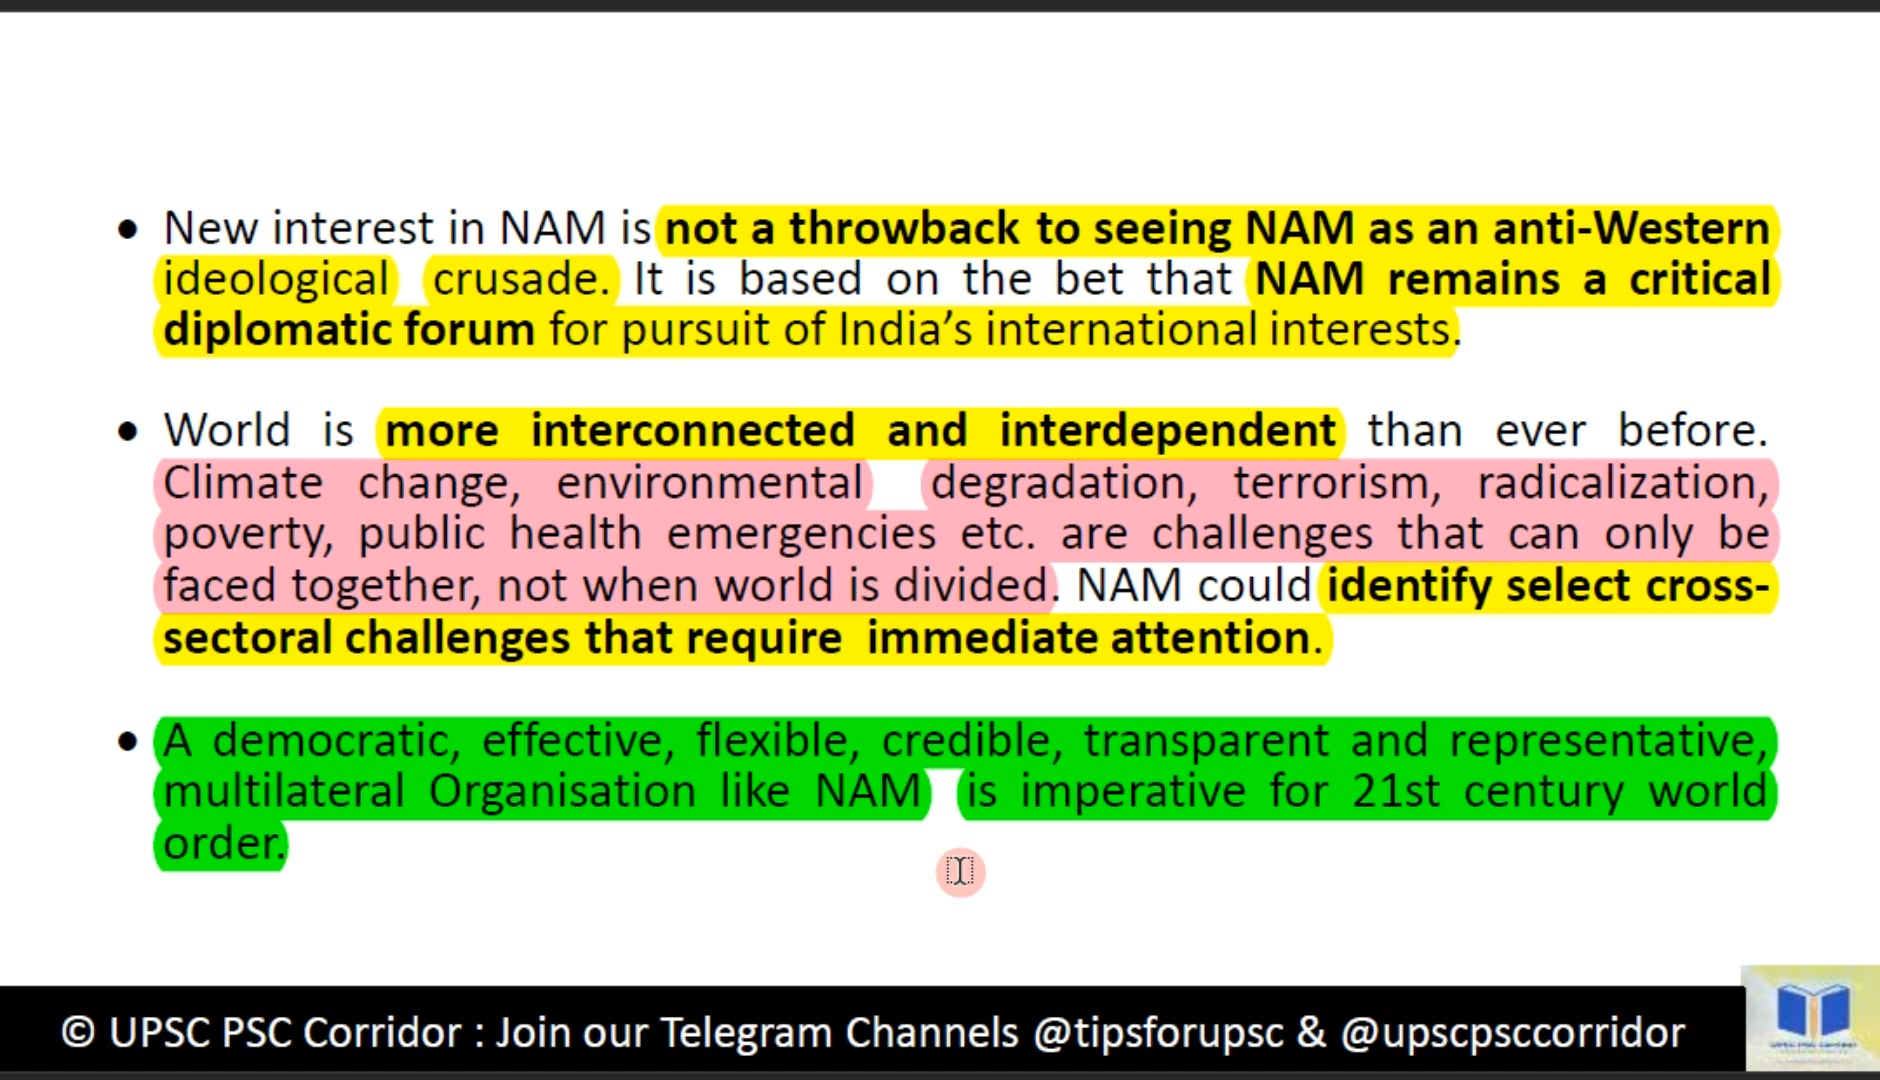 • New interest in NAM is not a throwback to seeing NAM as an anti-Western
ideological crusade. It is based on the bet that NAM remains a critical
diplomatic forum for pursuit of India’s international interests.
• World is more interconnected and interdependent than ever before.
Climate change, environmental degradation, terrorism, radicalization,
poverty, public health emergencies etc. are challenges that can only be
faced together, not when world is divided. NAM could identify select cross-
sectoral challenges that require immediate attention.
• A democratic, effective, flexible, credible, transparent and representative,
multilateral Organisation like NAM is imperative for 21st century world
order.
© UPSC PSC Corridor : Join our Telegram Channels @tipsforupsc & @upscpsccorridor
UPSC PSC Corridor